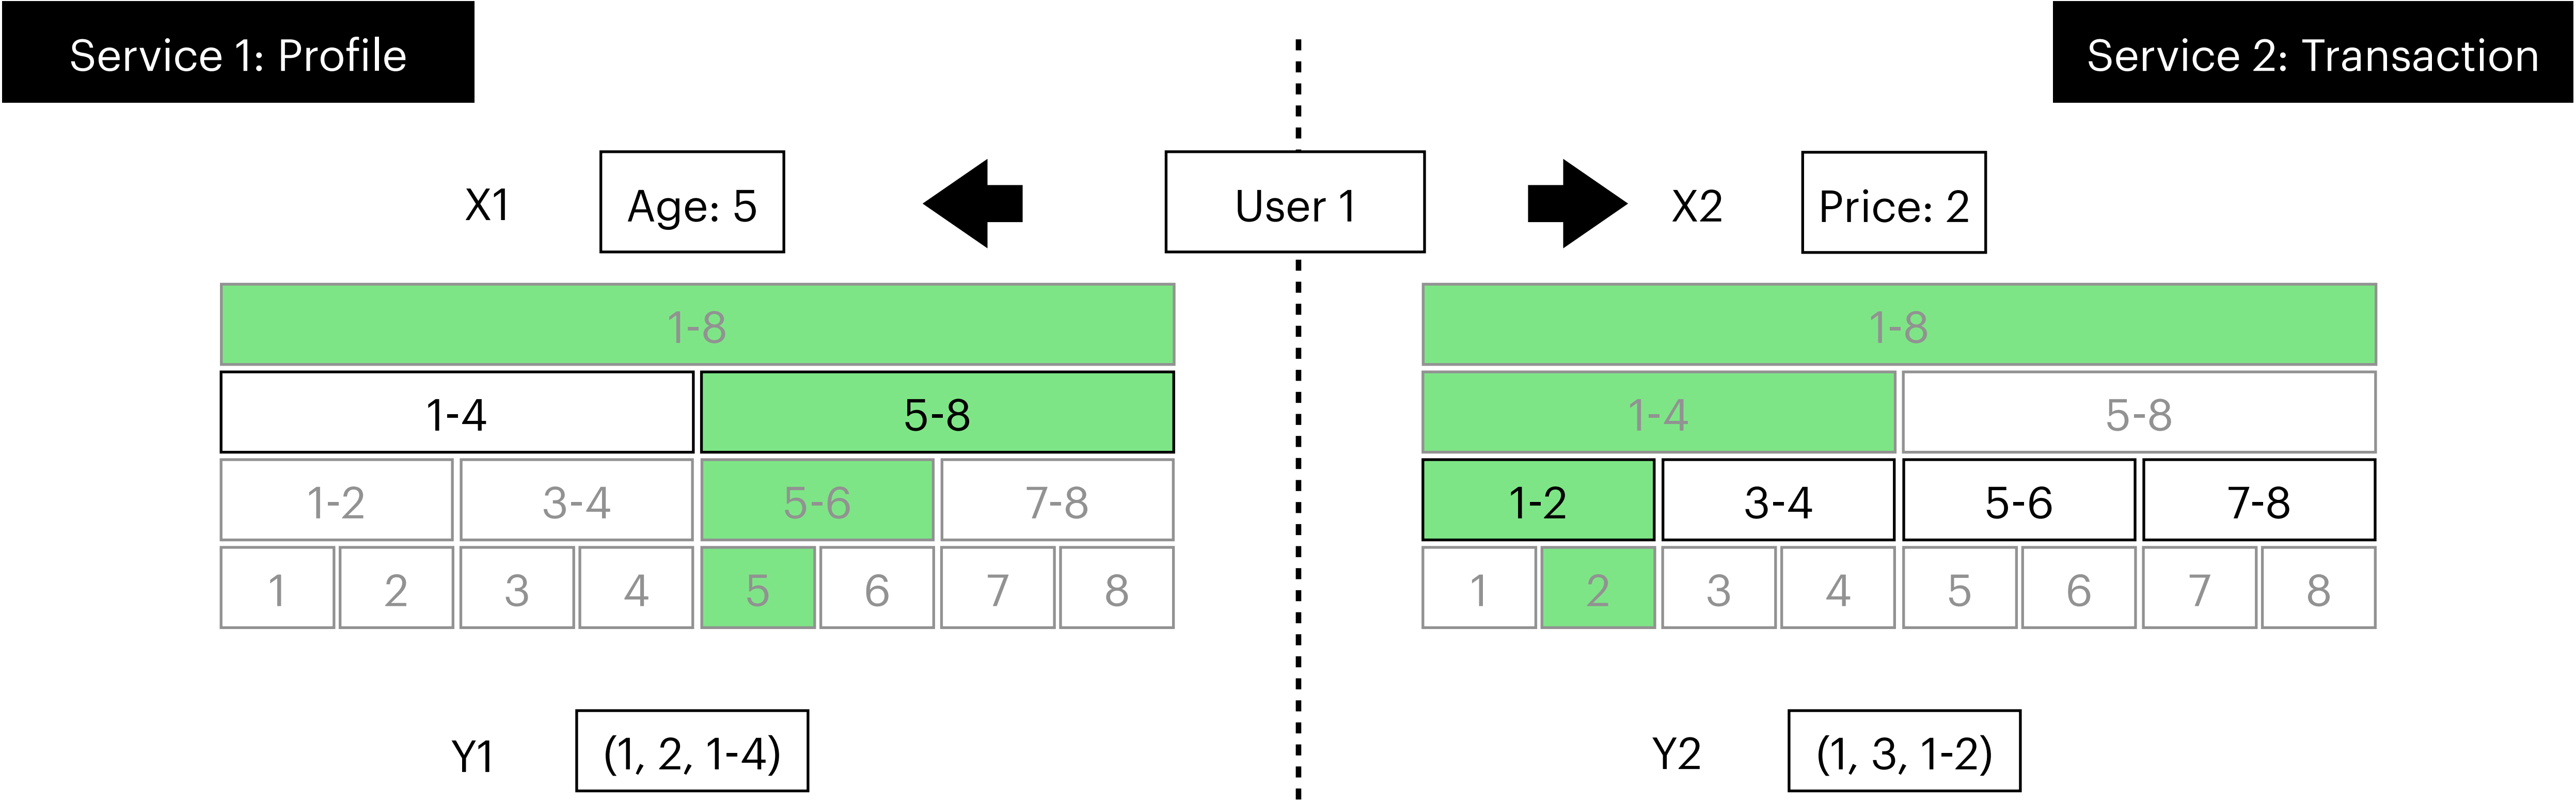 Service 1: Profile
Service 2: Transaction
X1
Age: 5
User 1
X2
Price: 2
1-8
1-8
1-4
5-8
1-4
5-8
1-2
3-4
5-6
7-8
1-2
3-4
5-6
7-8
1
2
3
4
5
6
7
8
1
2
3
4
5
6
7
8
Y1
(1, 2, 1-4)
Y2
(1, 3, 1-2)